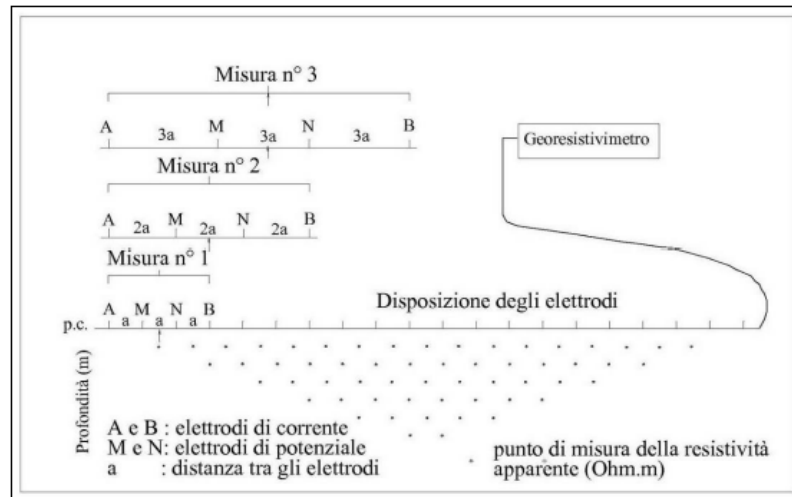 Misura n° 3
A M N B
3a 3a 3a
Georesistivimetro
Misura n° 2
A M N B
2a 2a 2a
Misura n° 1
A M N B
a a a
Disposizione degli elettrodi
p.c.
Profondità (m)
A e B : elettrodi di corrente
M e N: elettrodi di potenziale
a : distanza tra gli elettrodi
punto di misura della resistività
apparente (Ohm.m)